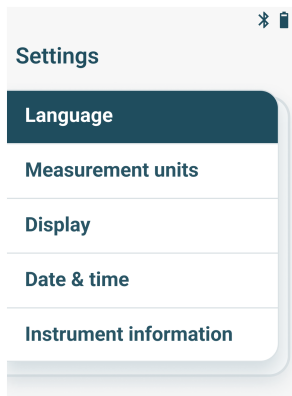 Settings
Language
Measurement units
Display
Date & time
Instrument information